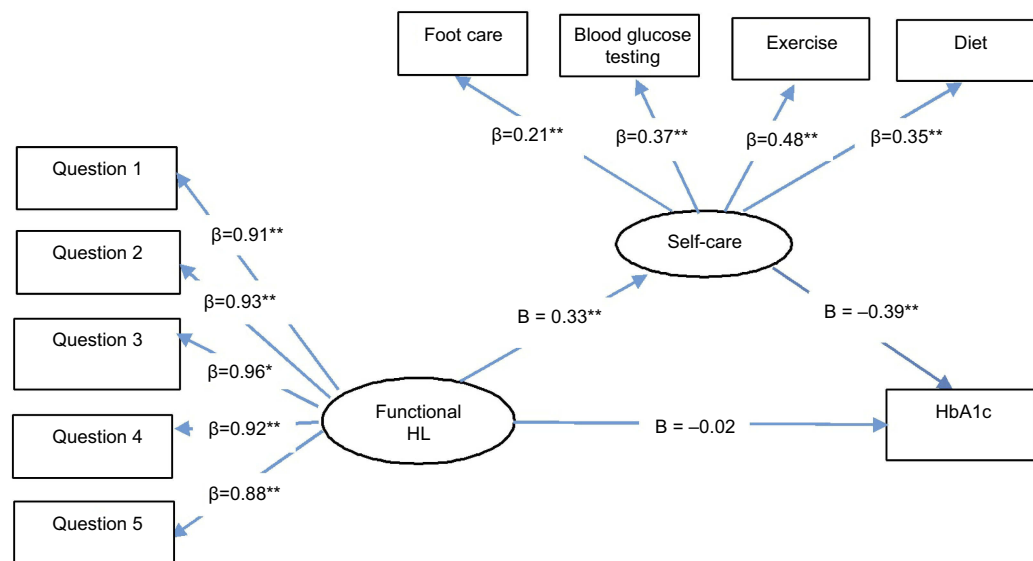 Foot care
Blood glucose
testing
Exercise
Diet
β=0.21**
β=0.37**
β=0.48**
β=0.35**
Question 1
Question 2
Question 3
Question 4
Question 5
β=0.91**
β=0.93**
β=0.96*
β=0.92**
β=0.88**
Self-care
B = 0.33**
B = –0.39**
Functional
HL
B = –0.02
HbA1c